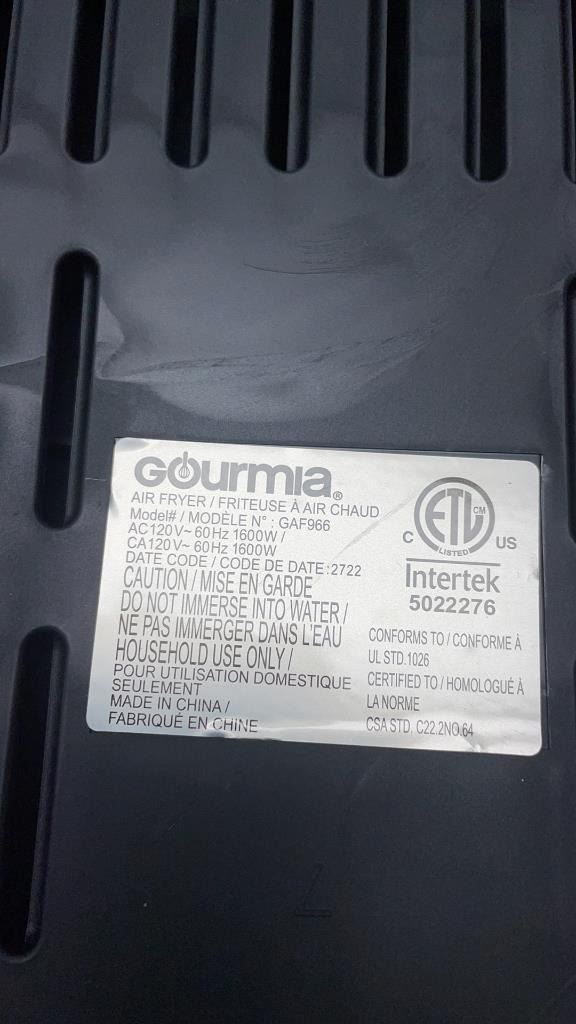 GOURMIA®
AIR FRYER / FRITEUSE À AIR CHAUD
Model# / MODÈLE N° : GAF966
AC120V~ 60Hz 1600W /
CA120V~ 60Hz 1600W
DATE CODE / CODE DE DATE :2722
CAUTION / MISE EN GARDE
DO NOT IMMERSE INTO WATER /
NE PAS IMMERGER DANS L'EAU
HOUSEHOLD USE ONLY /
POUR UTILISATION DOMESTIQUE
SEULEMENT
MADE IN CHINA /
FABRIQUÉ EN CHINE
ETL CM
LISTED
C US
Intertek
5022276
CONFORMS TO / CONFORME À
UL STD.1026
CERTIFIED TO / HOMOLOGUÉ À
LA NORME
CSA STD. C22.2NO.64